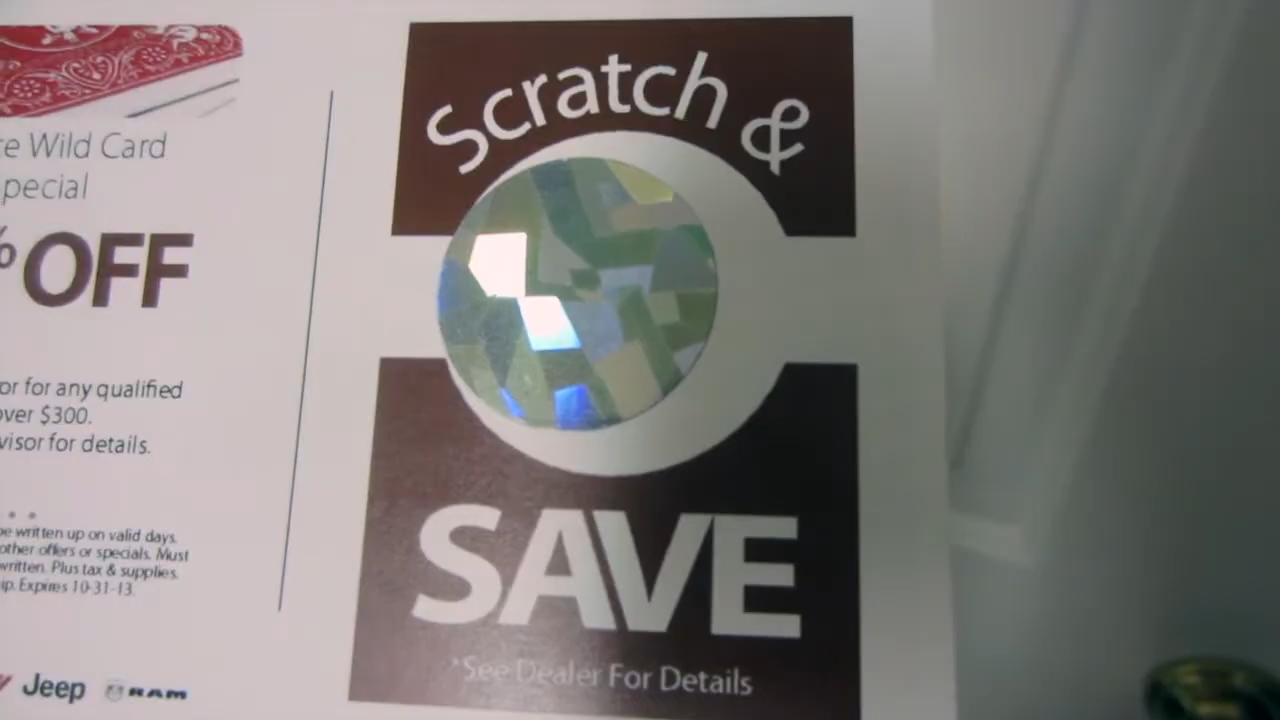 Wild Card
OFF
or for any qualified
over $300.
visor for details.
be written up on valid days.
other offers or specials. Must
written. Plus tax & supplies.
ip. Expires 10-31-13.
Jeep RAM
Scratch &
SAVE
*See Dealer For Details